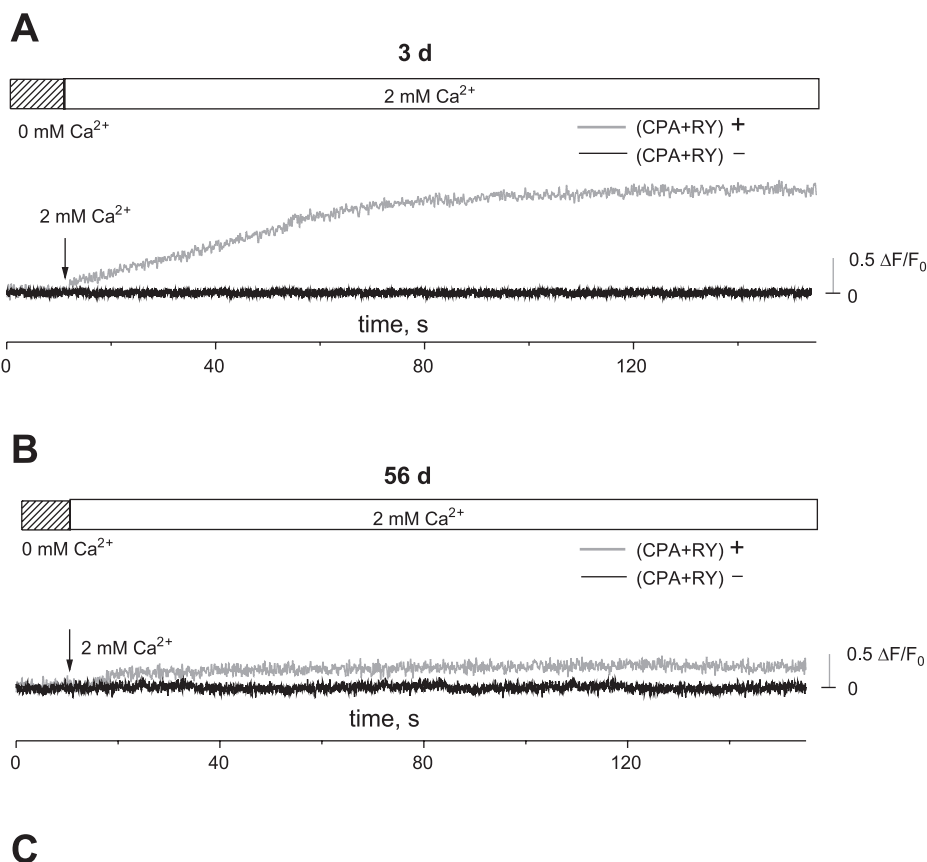 A
3 d
2 mM Ca²⁺
0 mM Ca²⁺
(CPA+RY) +
(CPA+RY) −
2 mM Ca²⁺
0.5 ΔF/F₀
0
time, s
0 40 80 120
B
56 d
2 mM Ca²⁺
0 mM Ca²⁺
(CPA+RY) +
(CPA+RY) −
2 mM Ca²⁺
0.5 ΔF/F₀
0
time, s
0 40 80 120
C